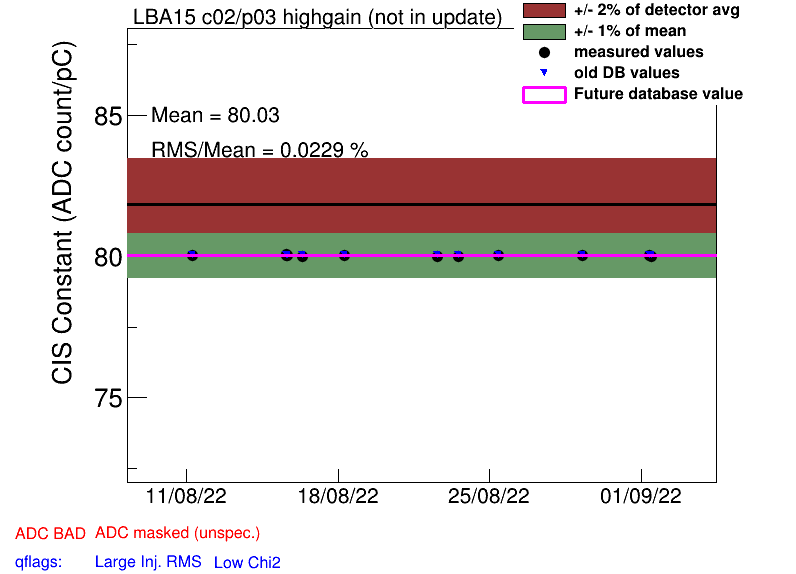 LBA15 c02/p03 highgain (not in update)
+/- 2% of detector avg
+/- 1% of mean
measured values
old DB values
Future database value
CIS Constant (ADC count/pC)
85
Mean = 80.03
RMS/Mean = 0.0229 %
80
75
11/08/22 18/08/22 25/08/22 01/09/22
ADC BAD ADC masked (unspec.)
qflags: Large Inj. RMS Low Chi2